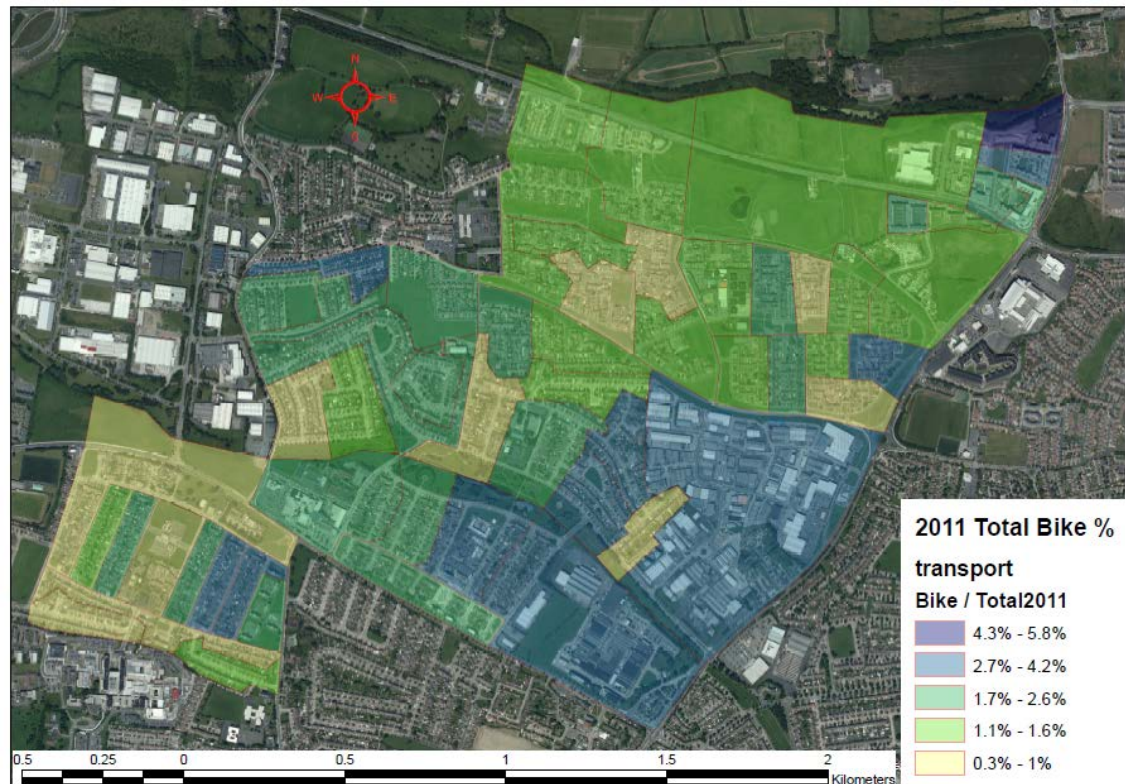 N
W E
S
2011 Total Bike %
transport
Bike / Total2011
4.3% - 5.8%
2.7% - 4.2%
1.7% - 2.6%
1.1% - 1.6%
0.3% - 1%
0.5 0.25 0 0.5 1 1.5 2
Kilometers